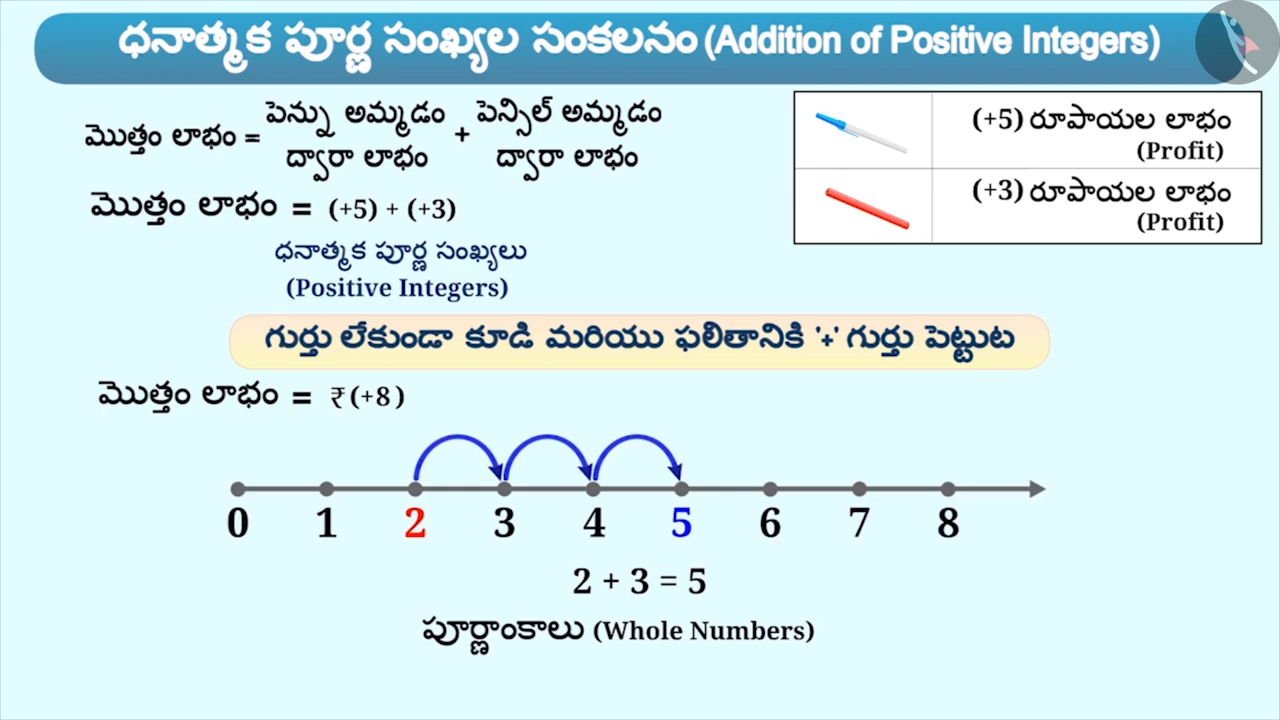 ధనాత్మక పూర్ణ సంఖ్యల సంకలనం (Addition of Positive Integers)
మొత్తం లాభం = పెన్ను అమ్మడం ద్వారా లాభం + పెన్సిల్ అమ్మడం ద్వారా లాభం
(+5) రూపాయల లాభం
(Profit)
(+3) రూపాయల లాభం
(Profit)
మొత్తం లాభం = (+5) + (+3)
ధనాత్మక పూర్ణ సంఖ్యలు
(Positive Integers)
గుర్తు లేకుండా కూడి మరియు ఫలితానికి '+' గుర్తు పెట్టుట
మొత్తం లాభం = ₹ (+8)
0 1 2 3 4 5 6 7 8
2 + 3 = 5
పూర్ణాంకాలు (Whole Numbers)